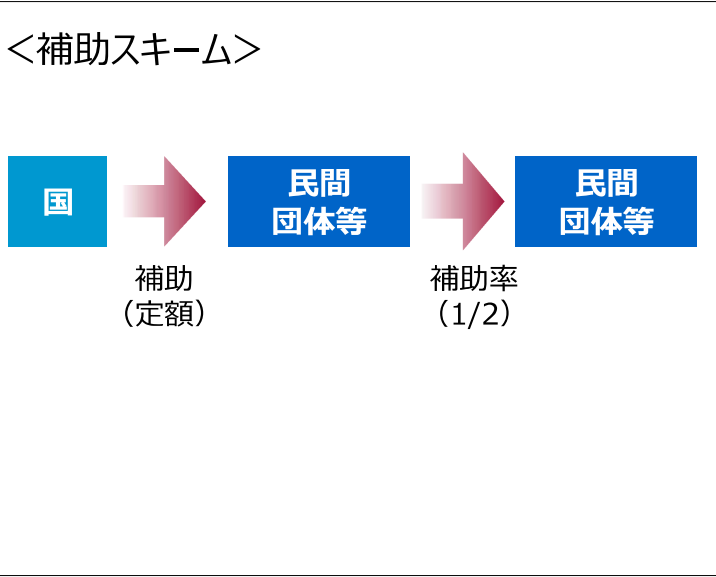 ＜補助スキーム＞
国
民間
団体等
民間
団体等
補助
（定額）
補助率
（1/2）